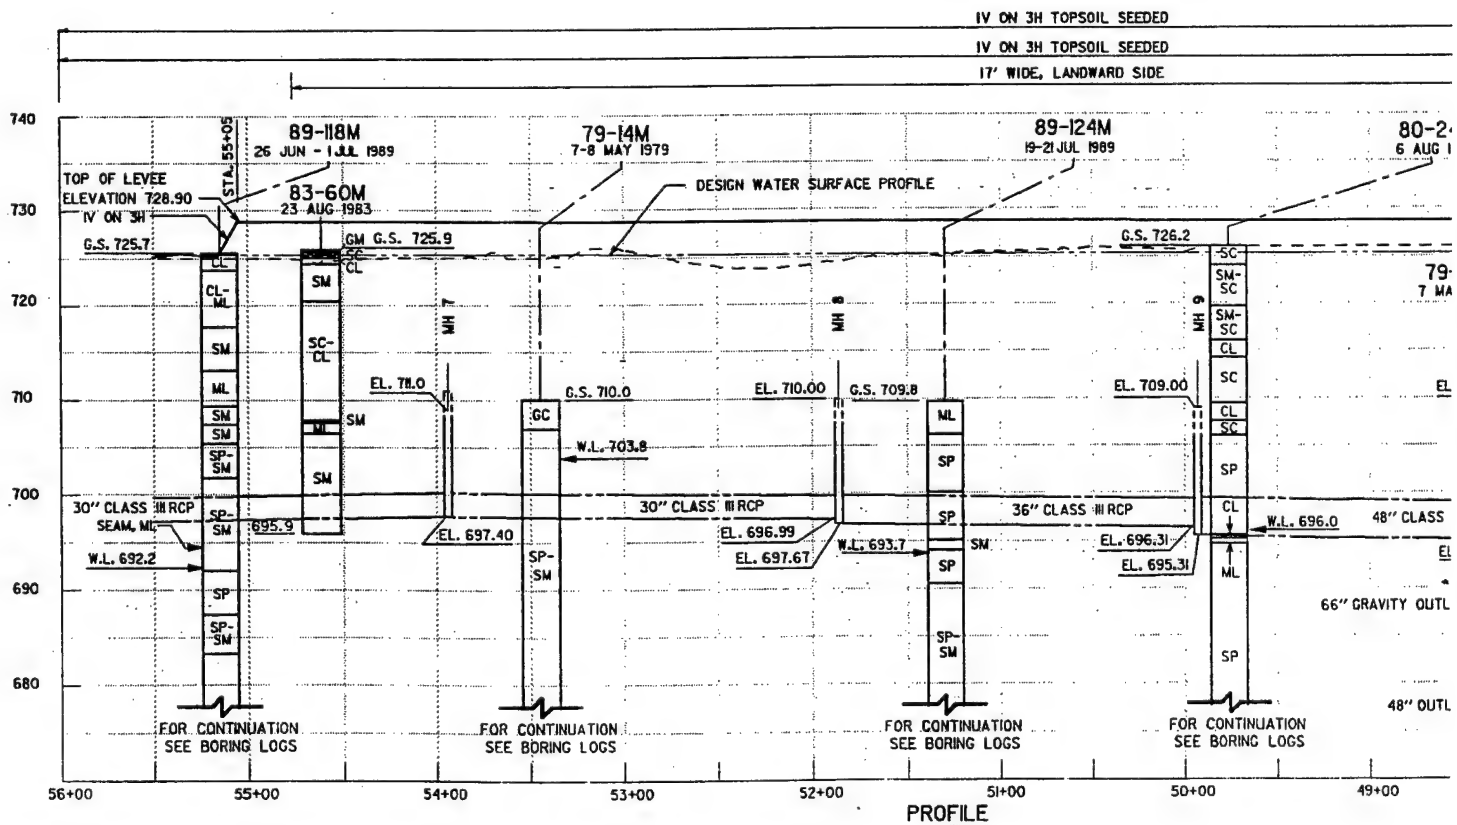 IV ON 3H TOPSOIL SEEDED
IV ON 3H TOPSOIL SEEDED
17' WIDE, LANDWARD SIDE
740
STA. 55+05
89-118M
26 JUN - 1 JUL 1989
79-14M
7-8 MAY 1979
89-124M
19-21 JUL 1989
80-24
6 AUG 1
TOP OF LEVEE
ELEVATION 728.90
IV ON 3H
83-60M
23 AUG 1983
DESIGN WATER SURFACE PROFILE
730
G.S. 725.7
GM
G.S. 725.9
SC
CL
G.S. 726.2
CL
SM
SC
CL-
ML
SM-
SC
79-
7 MA
720
MH 7
MH 8
MH 9
SM
SC-
CL
SM-
SC
CL
ML
EL. 711.0
EL. 710.00
G.S. 709.8
EL. 709.00
SC
EL
710
G.S. 710.0
SM
SM
SM
ML
GC
ML
CL
SC
SP-
SM
W.L. 703.8
SP
SP
SM
700
30" CLASS III RCP
30" CLASS III RCP
36" CLASS III RCP
48" CLASS
SEAM, ML
SP-
SM
695.9
EL. 697.40
EL. 696.99
EL. 697.67
SP
CL
W.L. 696.0
EL. 696.31
EL. 695.31
W.L. 692.2
W.L. 693.7
SM
SP-
SM
SP
ML
EL
690
SP
66" GRAVITY OUTL
SP-
SM
SP-
SM
SP
680
48" OUTL
FOR CONTINUATION
SEE BORING LOGS
FOR CONTINUATION
SEE BORING LOGS
FOR CONTINUATION
SEE BORING LOGS
FOR CONTINUATION
SEE BORING LOGS
56+00
55+00
54+00
53+00
52+00
51+00
50+00
49+00
PROFILE